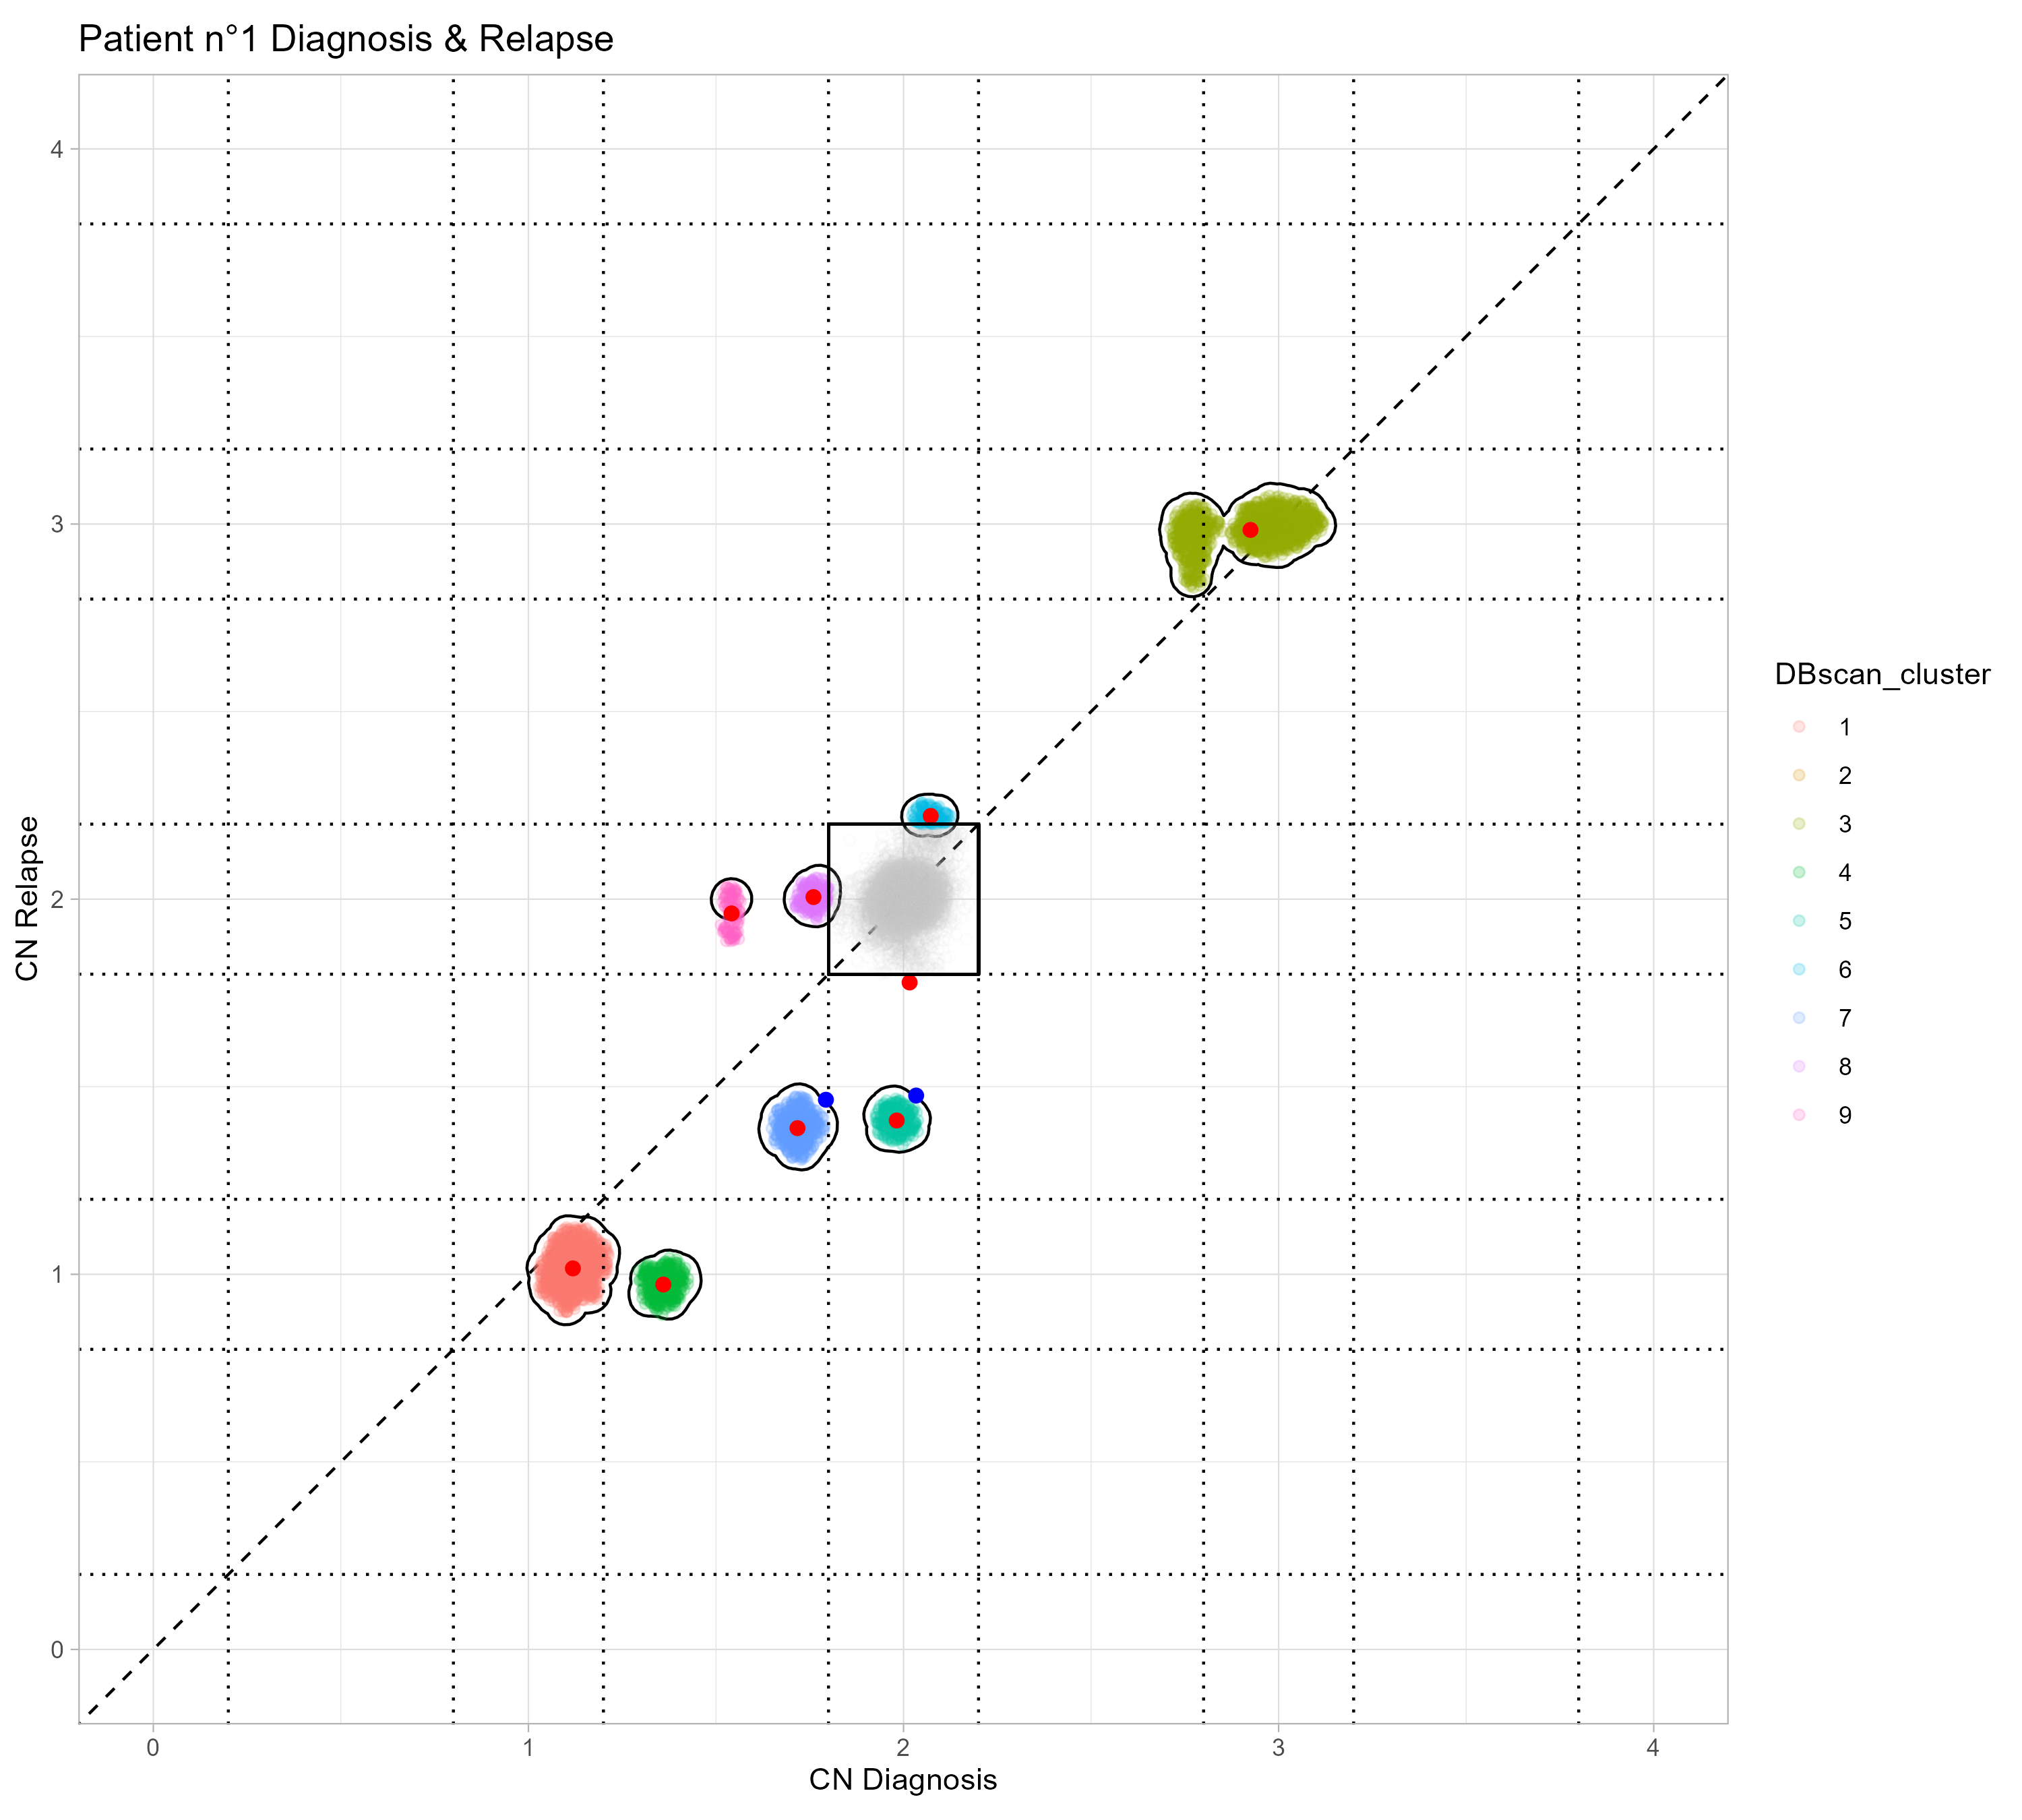 Patient n°1 Diagnosis & Relapse
4
3
2
1
0
CN Relapse
0 1 2 3 4
CN Diagnosis
DBscan_cluster
1
2
3
4
5
6
7
8
9